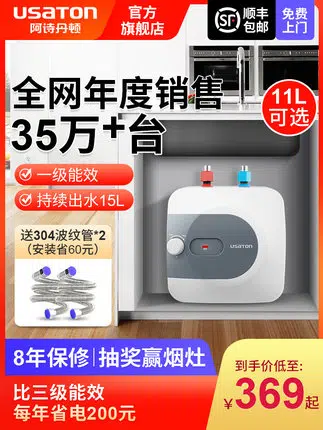 USATON
阿诗丹顿
官方
旗舰店
SF
顺丰
包邮
免费
上门
全网年度销售
35万+台
11L
可选
一级能效
持续出水15L
送304波纹管*2
(安装省60元)
USATON
8年保修 抽奖赢烟灶
比三级能效
每年省电200元
到手价低至:
¥369起